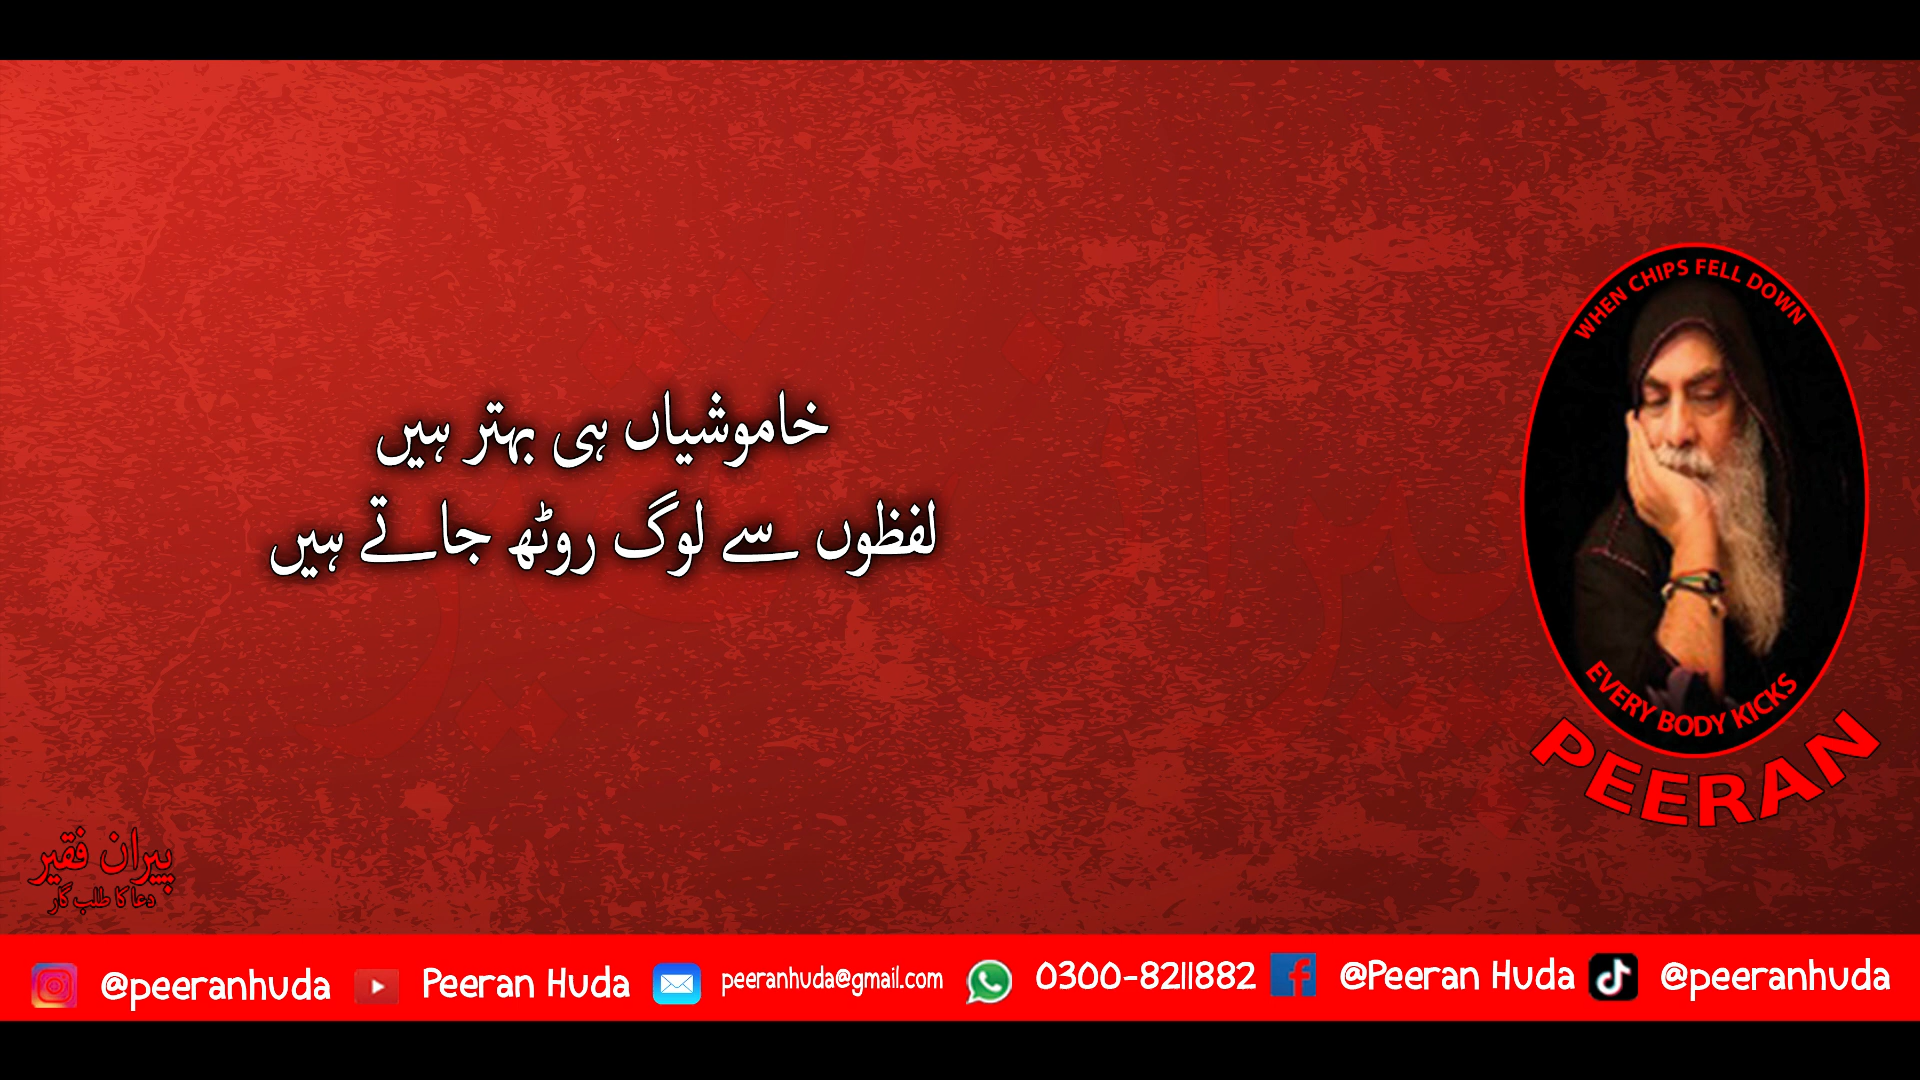 خاموشیاں ہی بہتر ہیں
لفظوں سے لوگ روٹھ جاتے ہیں
WHEN CHIPS FELL DOWN
EVERY BODY KICKS
PEERAN
پیران فقیر
دعا کا طلب گار
@peeranhuda Peeran Huda peeranhuda@gmail.com 0300-8211882 @Peeran Huda @peeranhuda